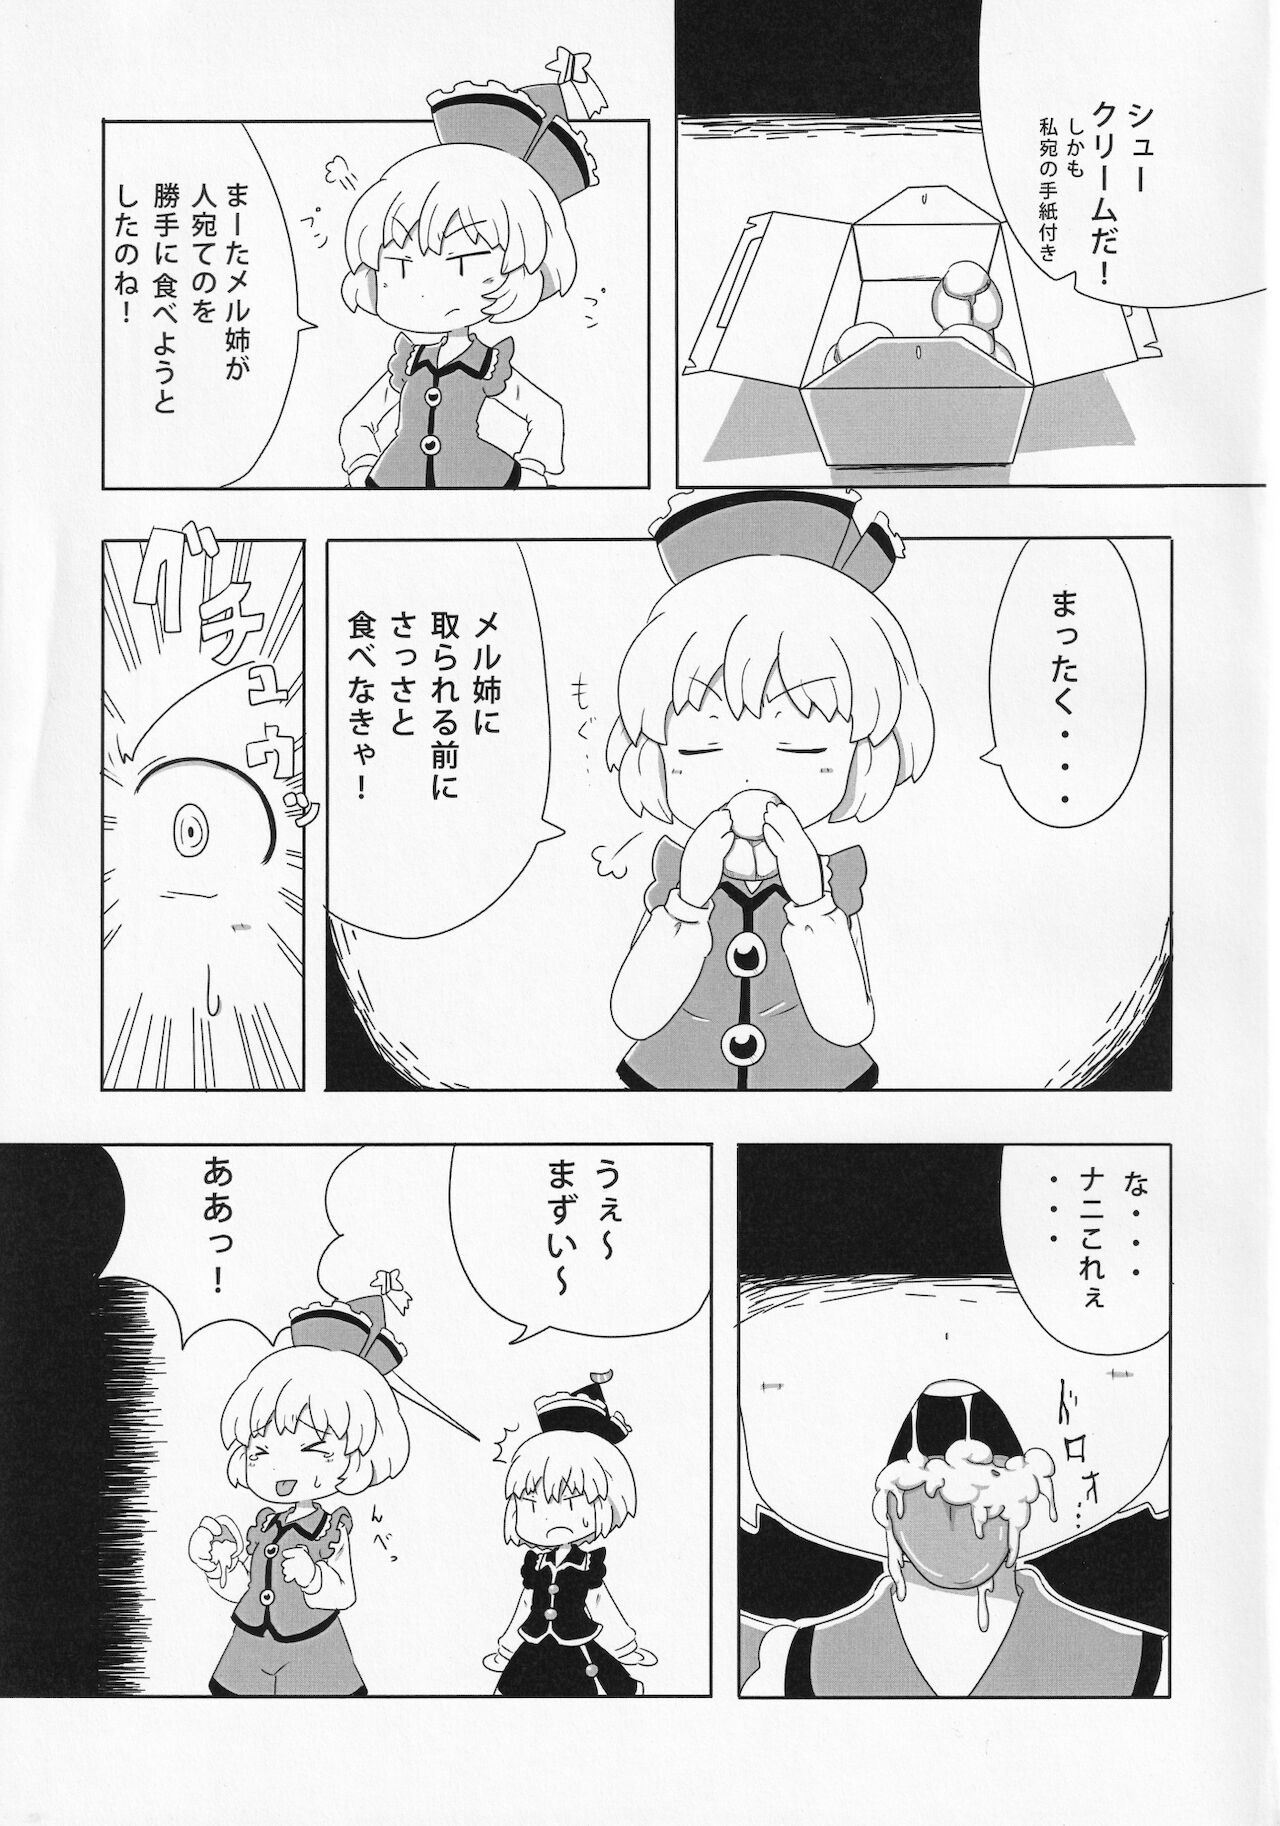 シュー
クリームだ！
しかも
私宛の手紙付き
まーたメル姉が
人宛てのを
勝手に食べようと
したのね！
プンッ
プンッ
まったく・・・
もぐ…
メル姉に
取られる前に
さっさと
食べなきゃ！
グチュウッ
な・・・
ナニこれぇ
・・・
ドロォ…
うぇ～
まずい～
ああっ！
んべっ